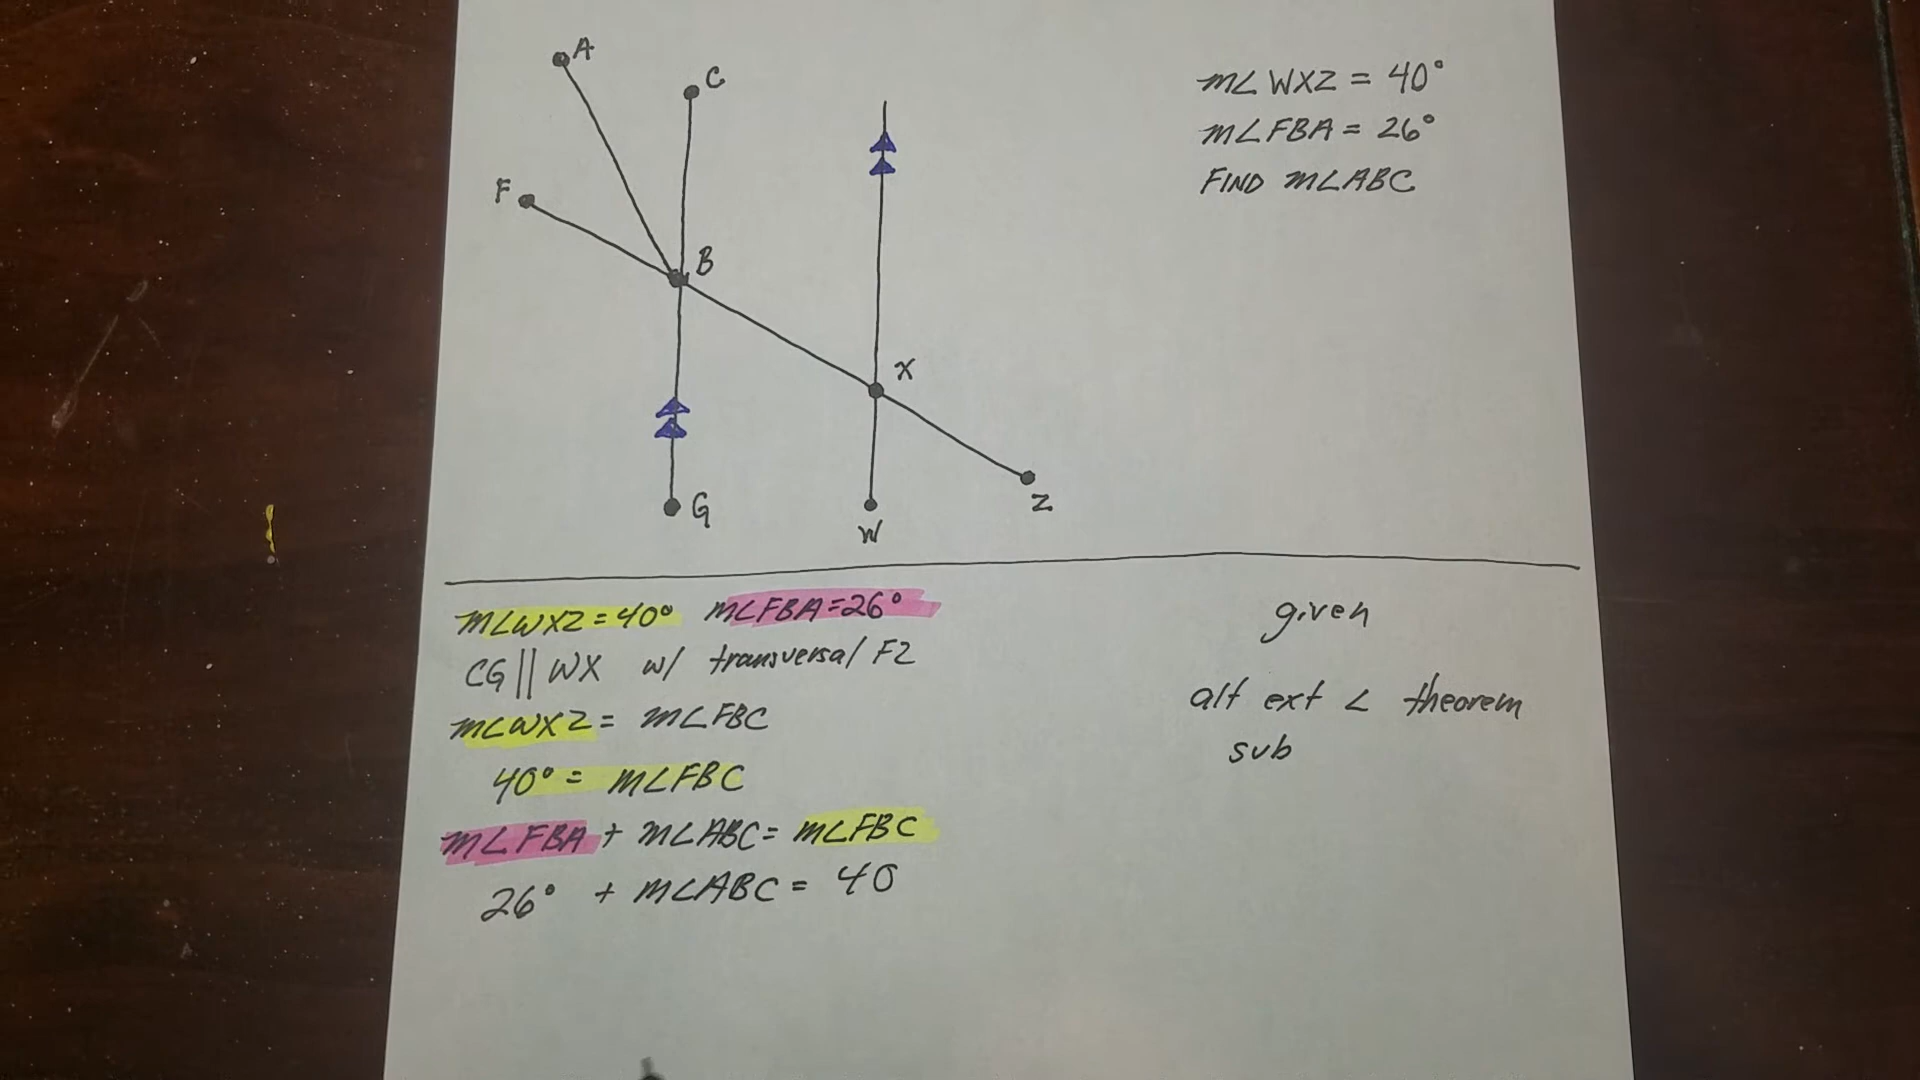 A
C
m∠WXZ = 40°
m∠FBA = 26°
FIND m∠ABC
F
B
X
G
W
Z
m∠WXZ = 40° m∠FBA = 26° given
CG || WX w/ transversal FZ
m∠WXZ = m∠FBC alt ext ∠ theorem
40° = m∠FBC sub
m∠FBA + m∠ABC = m∠FBC
26° + m∠ABC = 40